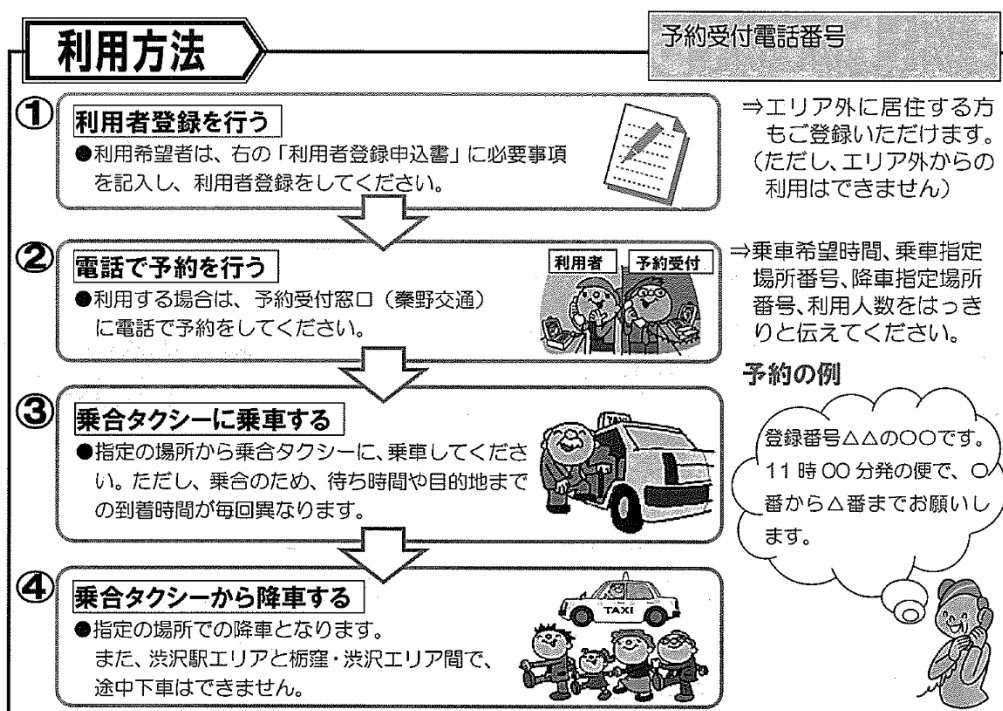 利用方法
予約受付電話番号
①
利用者登録を行う
●利用希望者は、右の「利用者登録申込書」に必要事項
を記入し、利用者登録をしてください。
⇒エリア外に居住する方
もご登録いただけます。
(ただし、エリア外からの
利用はできません)
②
電話で予約を行う
●利用する場合は、予約受付窓口(秦野交通)
に電話で予約をしてください。
利用者
予約受付
⇒乗車希望時間、乗車指定
場所番号、降車指定場所
番号、利用人数をはっき
りと伝えてください。
予約の例
登録番号△△の〇〇です。
11時00分発の便で、〇
番から△番までお願いし
ます。
③
乗合タクシーに乗車する
●指定の場所から乗合タクシーに、乗車してくださ
い。ただし、乗合のため、待ち時間や目的地まで
の到着時間が毎回異なります。
TAXI
④
乗合タクシーから降車する
●指定の場所での降車となります。
また、渋沢駅エリアと栃窪・渋沢エリア間で、
途中下車はできません。
TAXI